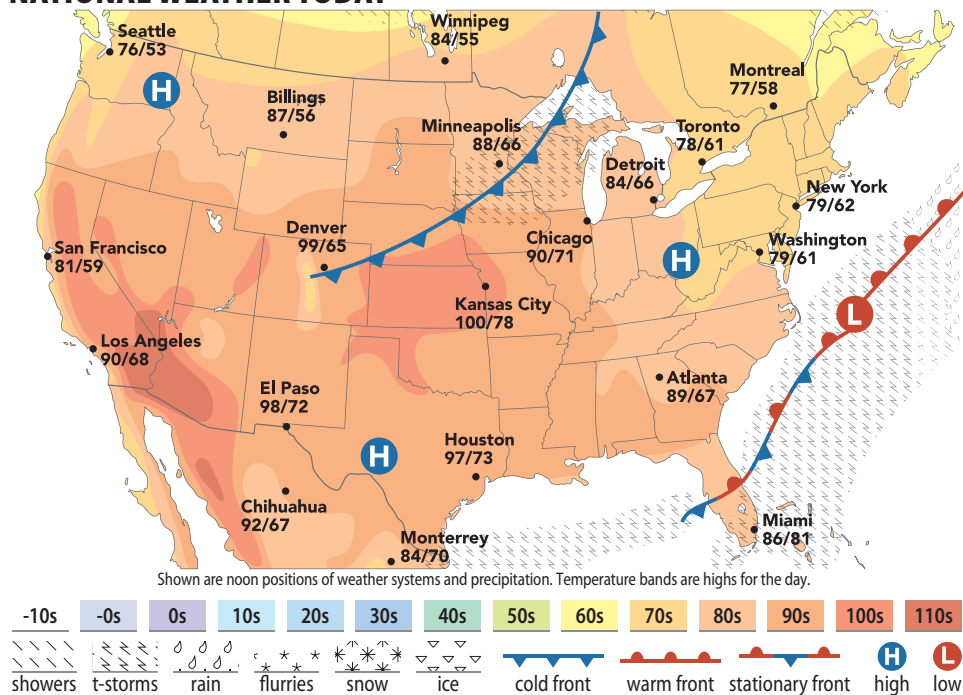 NATIONAL WEATHER TODAY
Seattle
76/53
Winnipeg
84/55
H
Billings
87/56
Montreal
77/58
Minneapolis
88/66
Toronto
78/61
Detroit
84/66
New York
79/62
San Francisco
81/59
Denver
99/65
Chicago
90/71
H
Washington
79/61
Kansas City
100/78
L
Los Angeles
90/68
El Paso
98/72
Atlanta
89/67
H
Houston
97/73
Chihuahua
92/67
Monterrey
84/70
Miami
86/81
Shown are noon positions of weather systems and precipitation. Temperature bands are highs for the day.
-10s -0s 0s 10s 20s 30s 40s 50s 60s 70s 80s 90s 100s 110s
H L
showers t-storms rain flurries snow ice cold front warm front stationary front high low